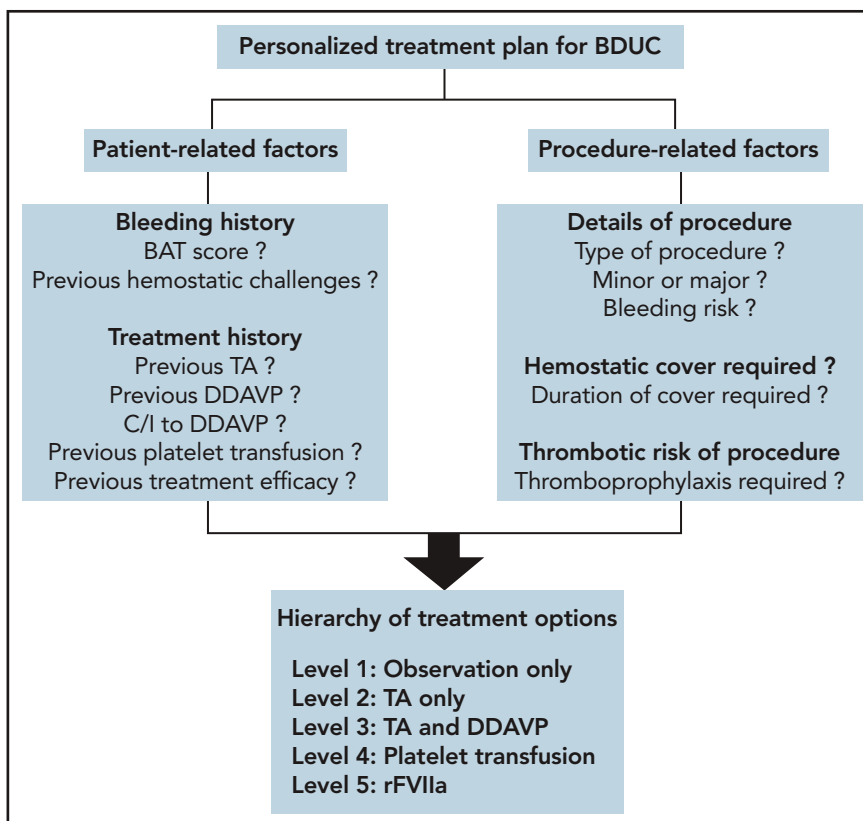 Personalized treatment plan for BDUC
Patient-related factors
Bleeding history
BAT score ?
Previous hemostatic challenges ?
Treatment history
Previous TA ?
Previous DDAVP ?
C/I to DDAVP ?
Previous platelet transfusion ?
Previous treatment efficacy ?
Procedure-related factors
Details of procedure
Type of procedure ?
Minor or major ?
Bleeding risk ?
Hemostatic cover required ?
Duration of cover required ?
Thrombotic risk of procedure
Thromboprophylaxis required ?
Hierarchy of treatment options
Level 1: Observation only
Level 2: TA only
Level 3: TA and DDAVP
Level 4: Platelet transfusion
Level 5: rFVIIa